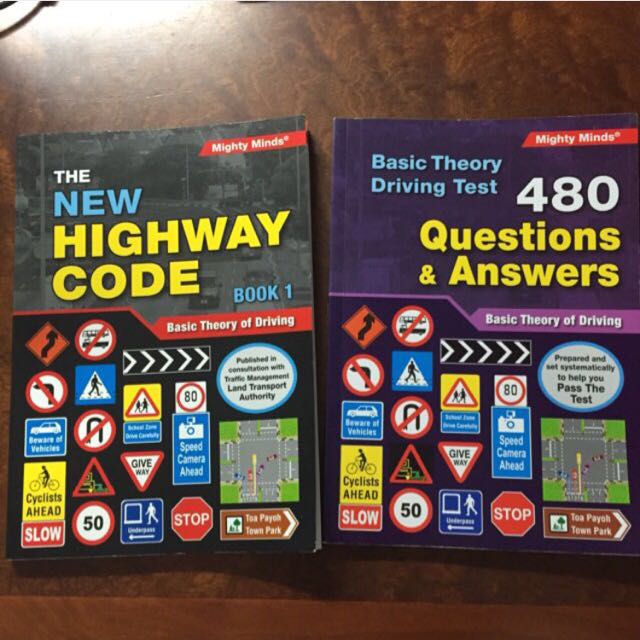 Mighty Minds®
THE
NEW
HIGHWAY
CODE
BOOK 1
Basic Theory of Driving
Published in
consultation with
Traffic Management
Land Transport
Authority
80
Beware of
Vehicles
School Zone
Drive Carefully
Speed
Camera
Ahead
GIVE
WAY
Cyclists
AHEAD
SLOW
50
Underpass
STOP
Toa Payoh
Town Park
Mighty Minds®
Basic Theory
Driving Test
480
Questions
& Answers
Basic Theory of Driving
Prepared and
set systematically
to help you
Pass The
Test
80
Beware of
Vehicles
School Zone
Drive Carefully
Speed
Camera
Ahead
GIVE
WAY
Cyclists
AHEAD
SLOW
50
Underpass
STOP
Toa Payoh
Town Park